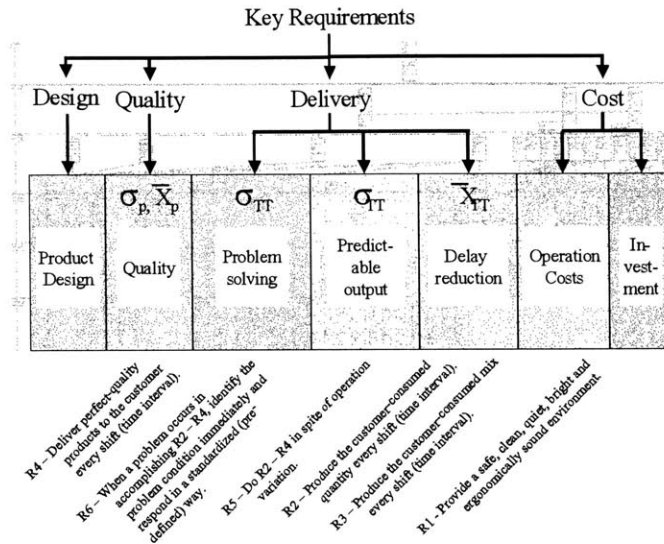 Key Requirements
Design Quality Delivery Cost
σp, X̄p σTT σTT X̄TT
Product
Design
Quality
Problem
solving
Predict-
able
output
Delay
reduction
Operation
Costs
In-
vest-
ment
R4 – Deliver perfect-quality
products to the customer
every shift (time interval).
R6 – When a problem occurs in
accomplishing R2 – R4, identify the
problem condition immediately and
respond in a standardized (pre-
defined) way.
R5 – Do R2 – R4 in spite of operation
variation.
R2 – Produce the customer-consumed
quantity every shift (time interval).
R3 – Produce the customer-consumed mix
every shift (time interval).
R1 - Provide a safe, clean, quiet, bright and
ergonomically sound environment.